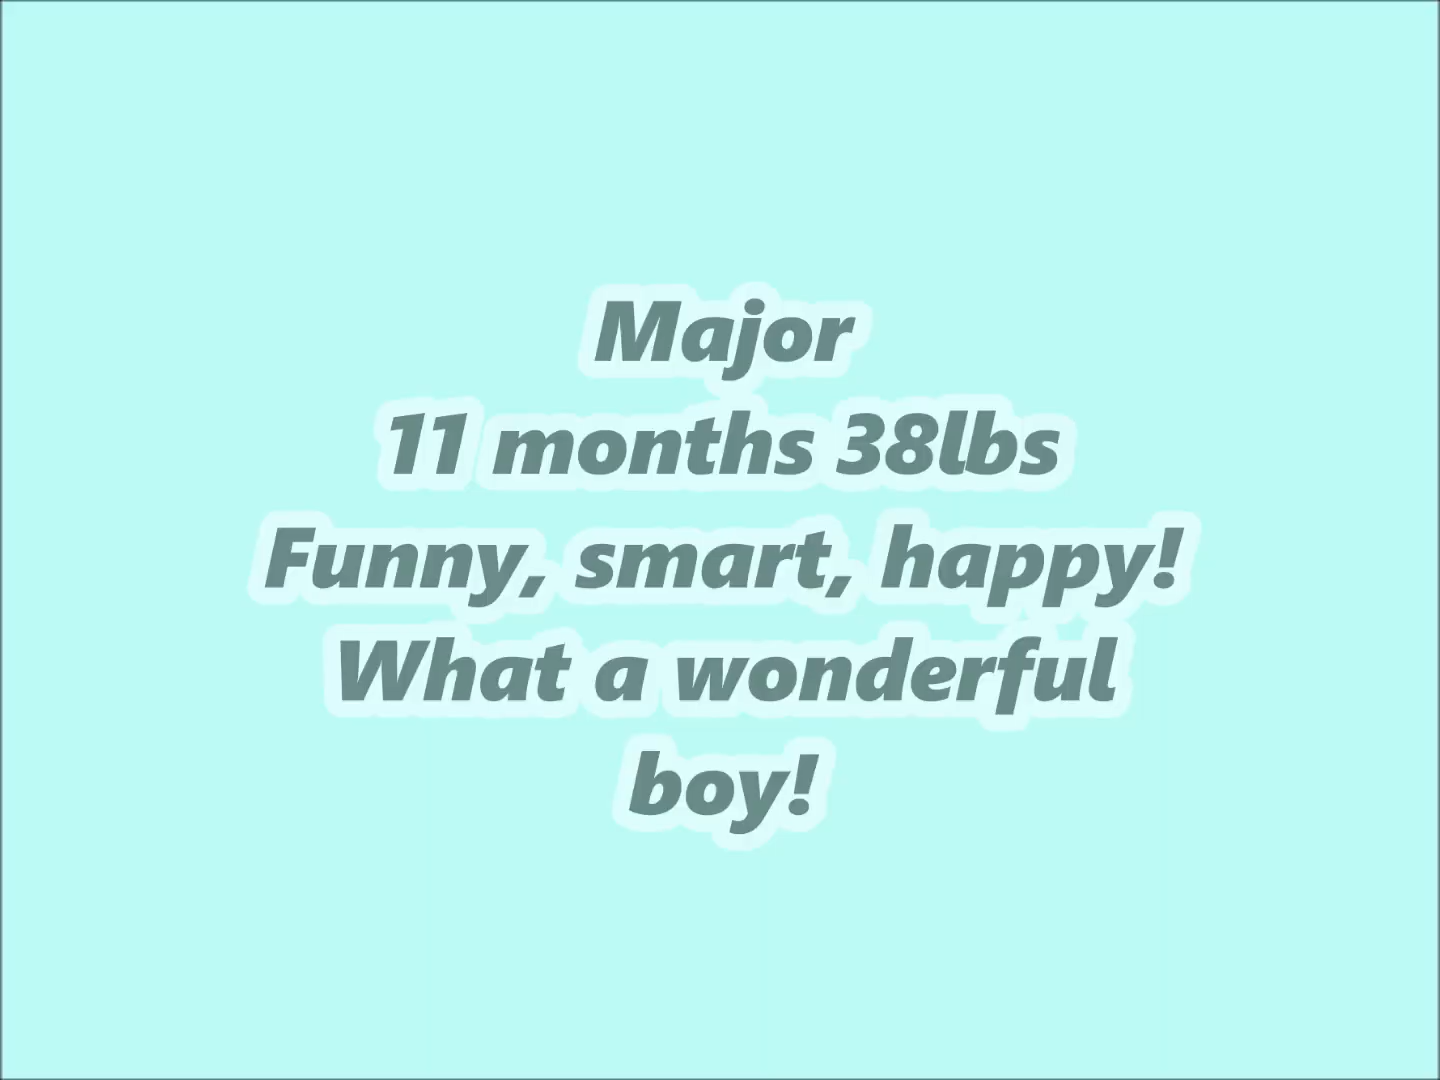 Major
11 months 38lbs
Funny, smart, happy!
What a wonderful
boy!